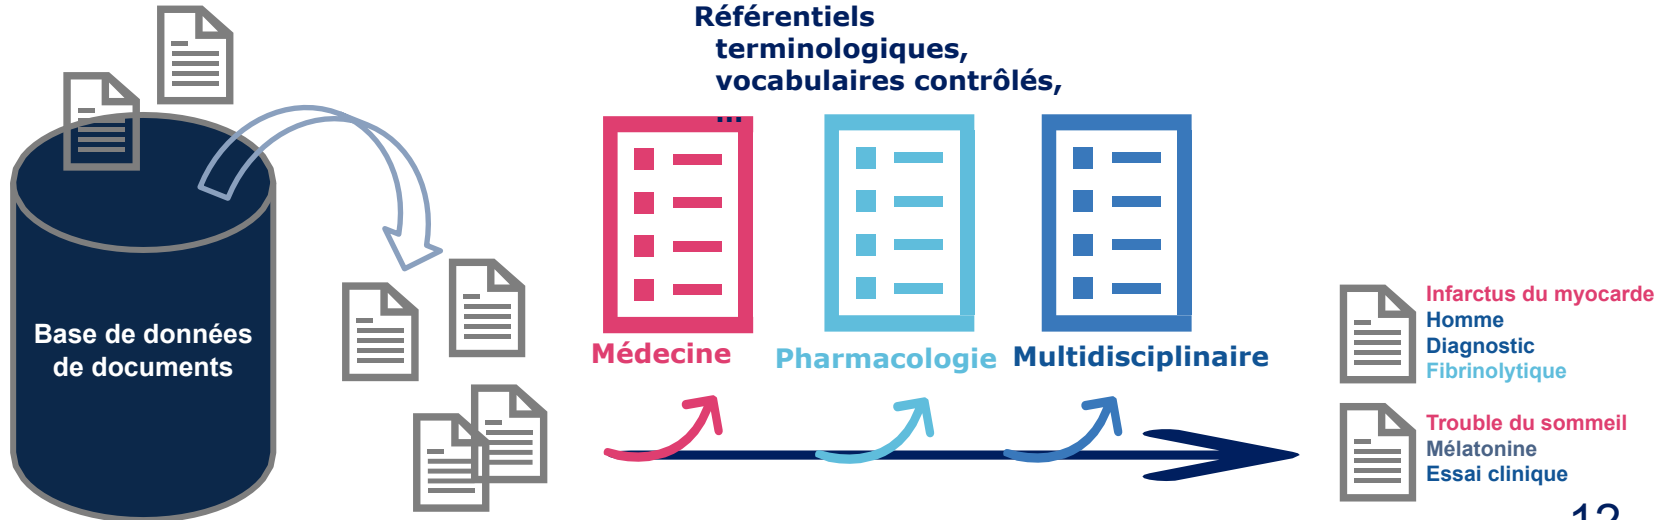 Référentiels
terminologiques,
vocabulaires contrôlés,
...
Base de données
de documents
Médecine
Pharmacologie
Multidisciplinaire
Infarctus du myocarde
Homme
Diagnostic
Fibrinolytique
Trouble du sommeil
Mélatonine
Essai clinique
12